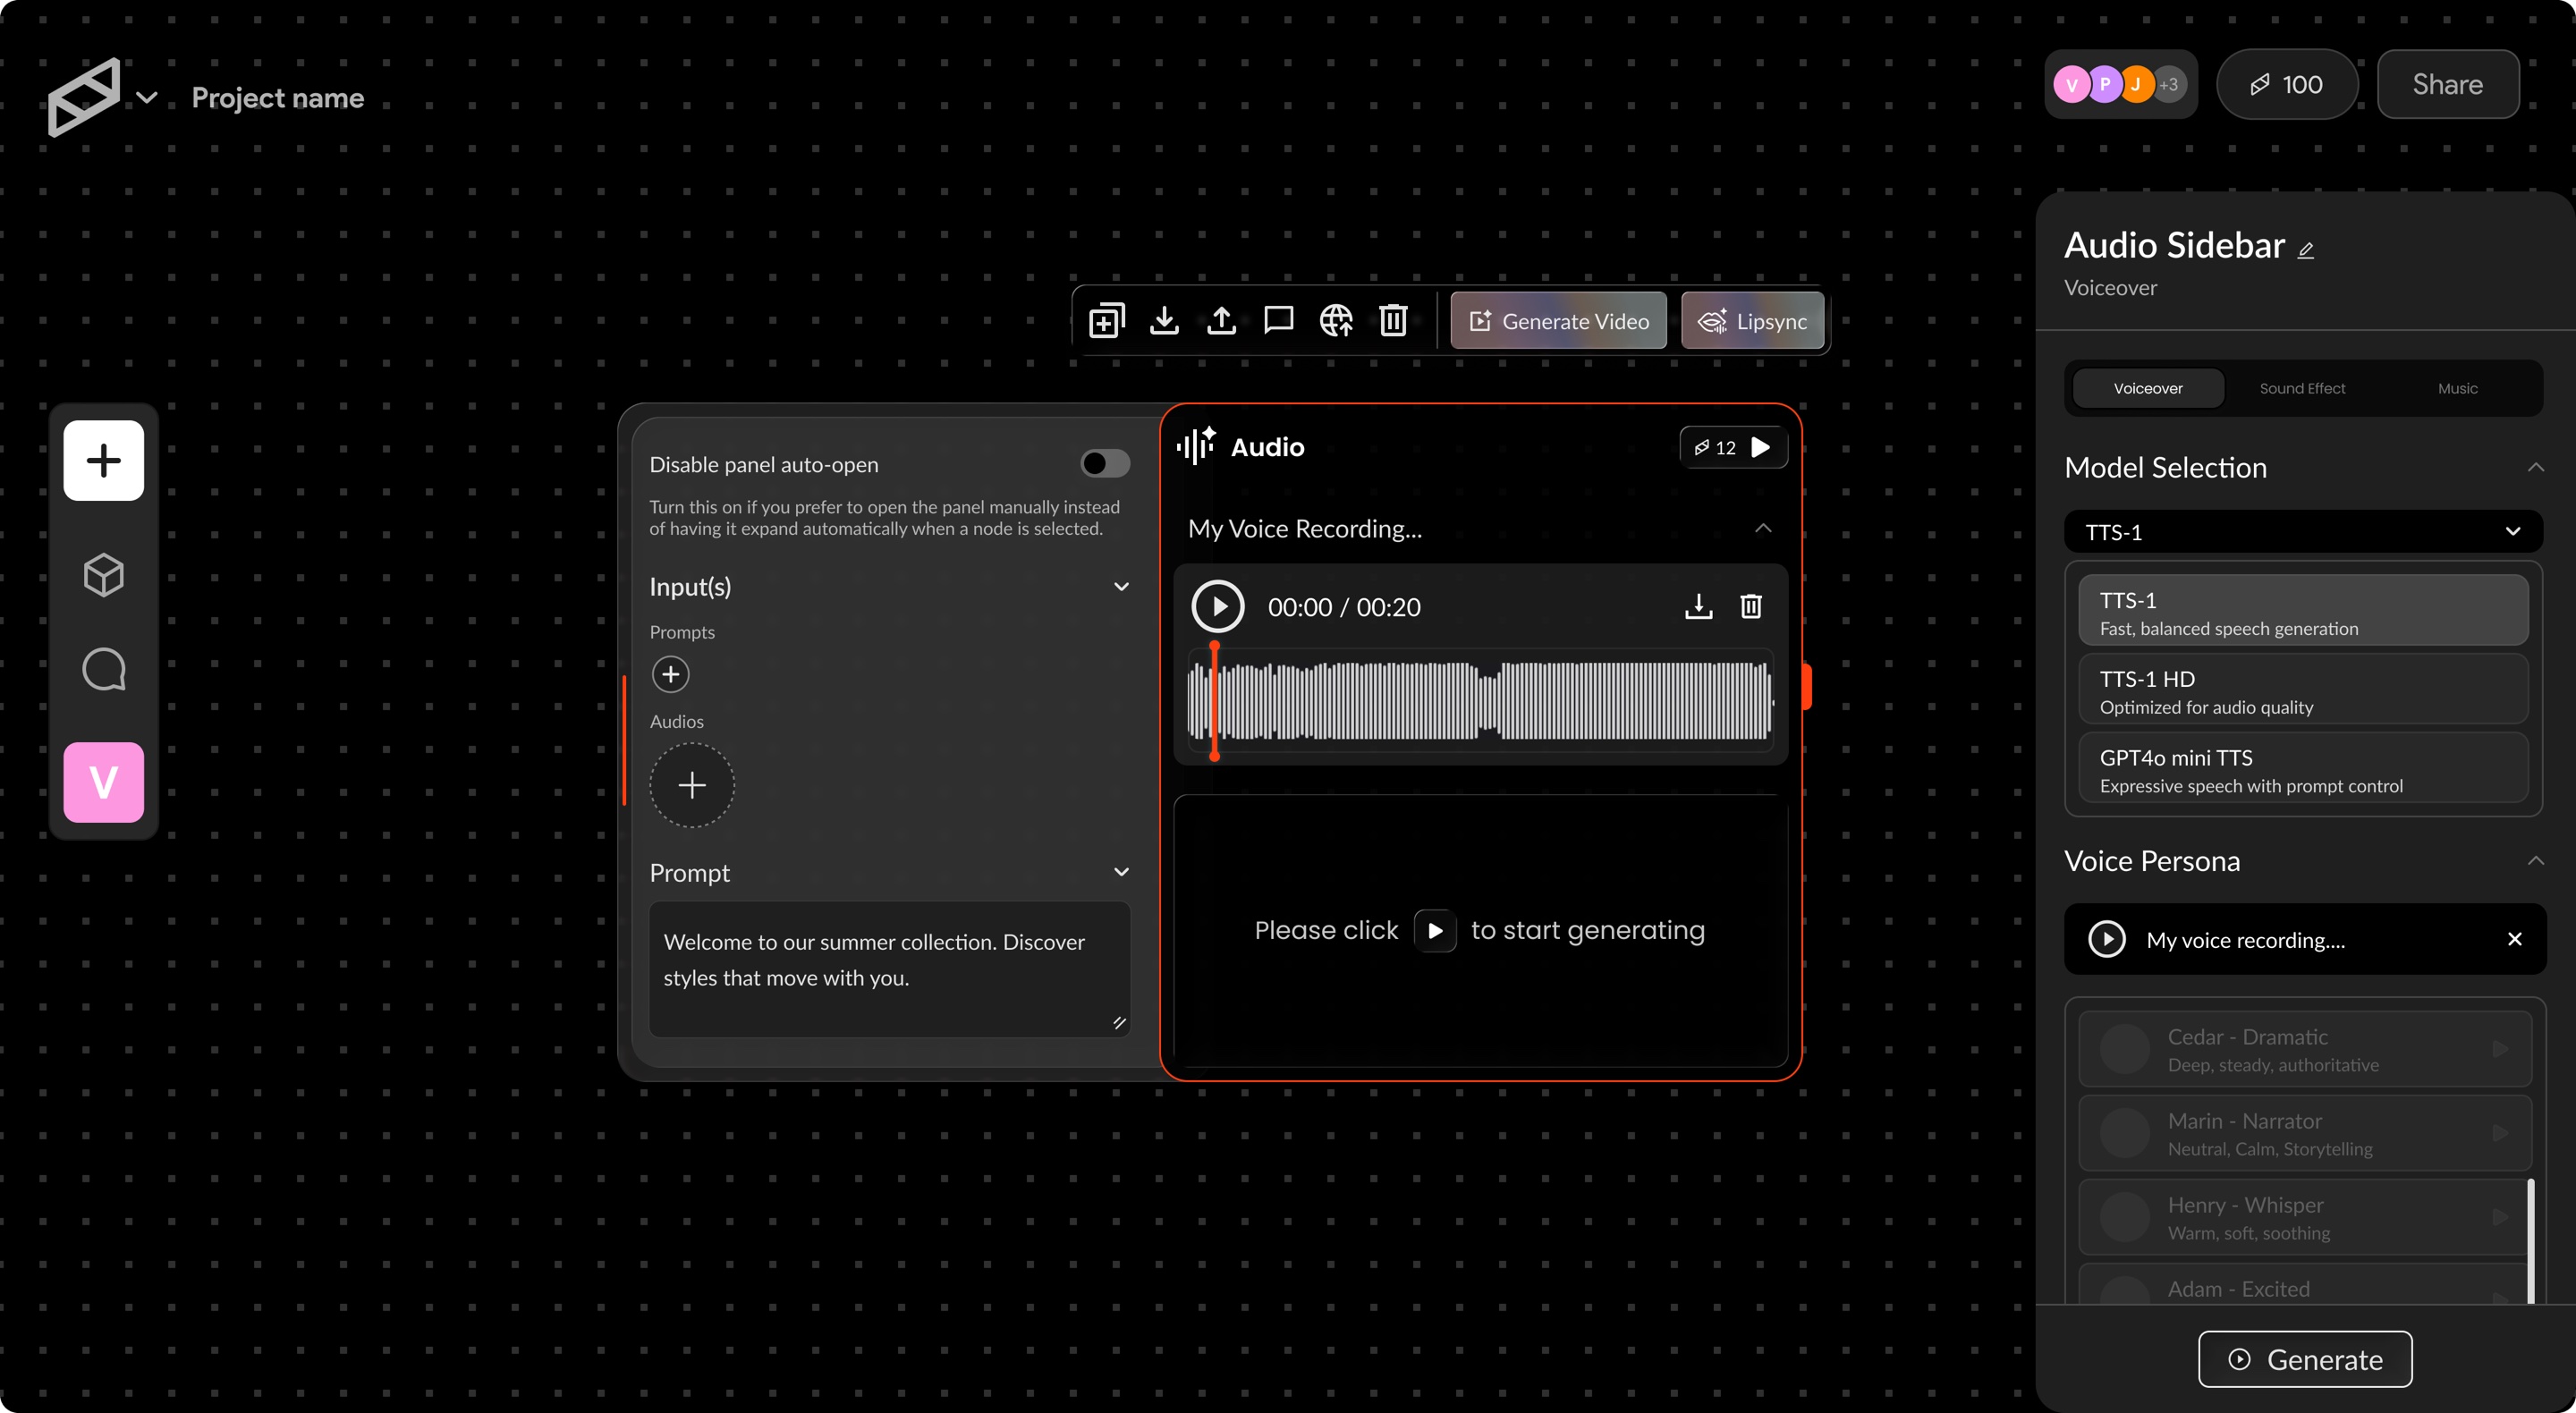 Project name
V P J +3
100
Share
Generate Video
Lipsync
Disable panel auto-open
Turn this on if you prefer to open the panel manually instead
of having it expand automatically when a node is selected.
Input(s)
Prompts
Audios
Prompt
Welcome to our summer collection. Discover
styles that move with you.
Audio
12
My Voice Recording...
00:00 / 00:20
Please click to start generating
V
Audio Sidebar
Voiceover
Voiceover
Sound Effect
Music
Model Selection
TTS-1
TTS-1
Fast, balanced speech generation
TTS-1 HD
Optimized for audio quality
GPT4o mini TTS
Expressive speech with prompt control
Voice Persona
My voice recording....
Cedar - Dramatic
Deep, steady, authoritative
Marin - Narrator
Neutral, Calm, Storytelling
Henry - Whisper
Warm, soft, soothing
Adam - Excited
Generate